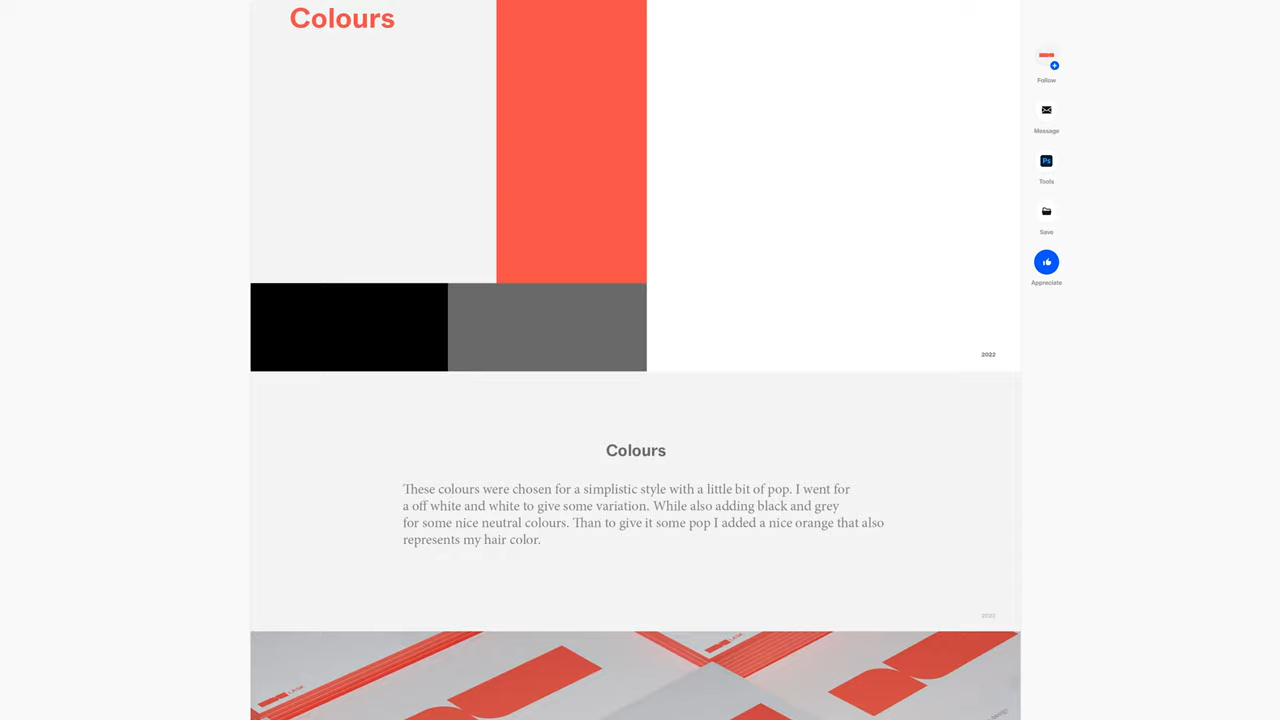 Colours
Follow
Message
Ps
Tools
Save
Appreciate
2022
Colours
These colours were chosen for a simplistic style with a little bit of pop. I went for
a off white and white to give some variation. While also adding black and grey
for some nice neutral colours. Than to give it some pop I added a nice orange that also
represents my hair color.
2022